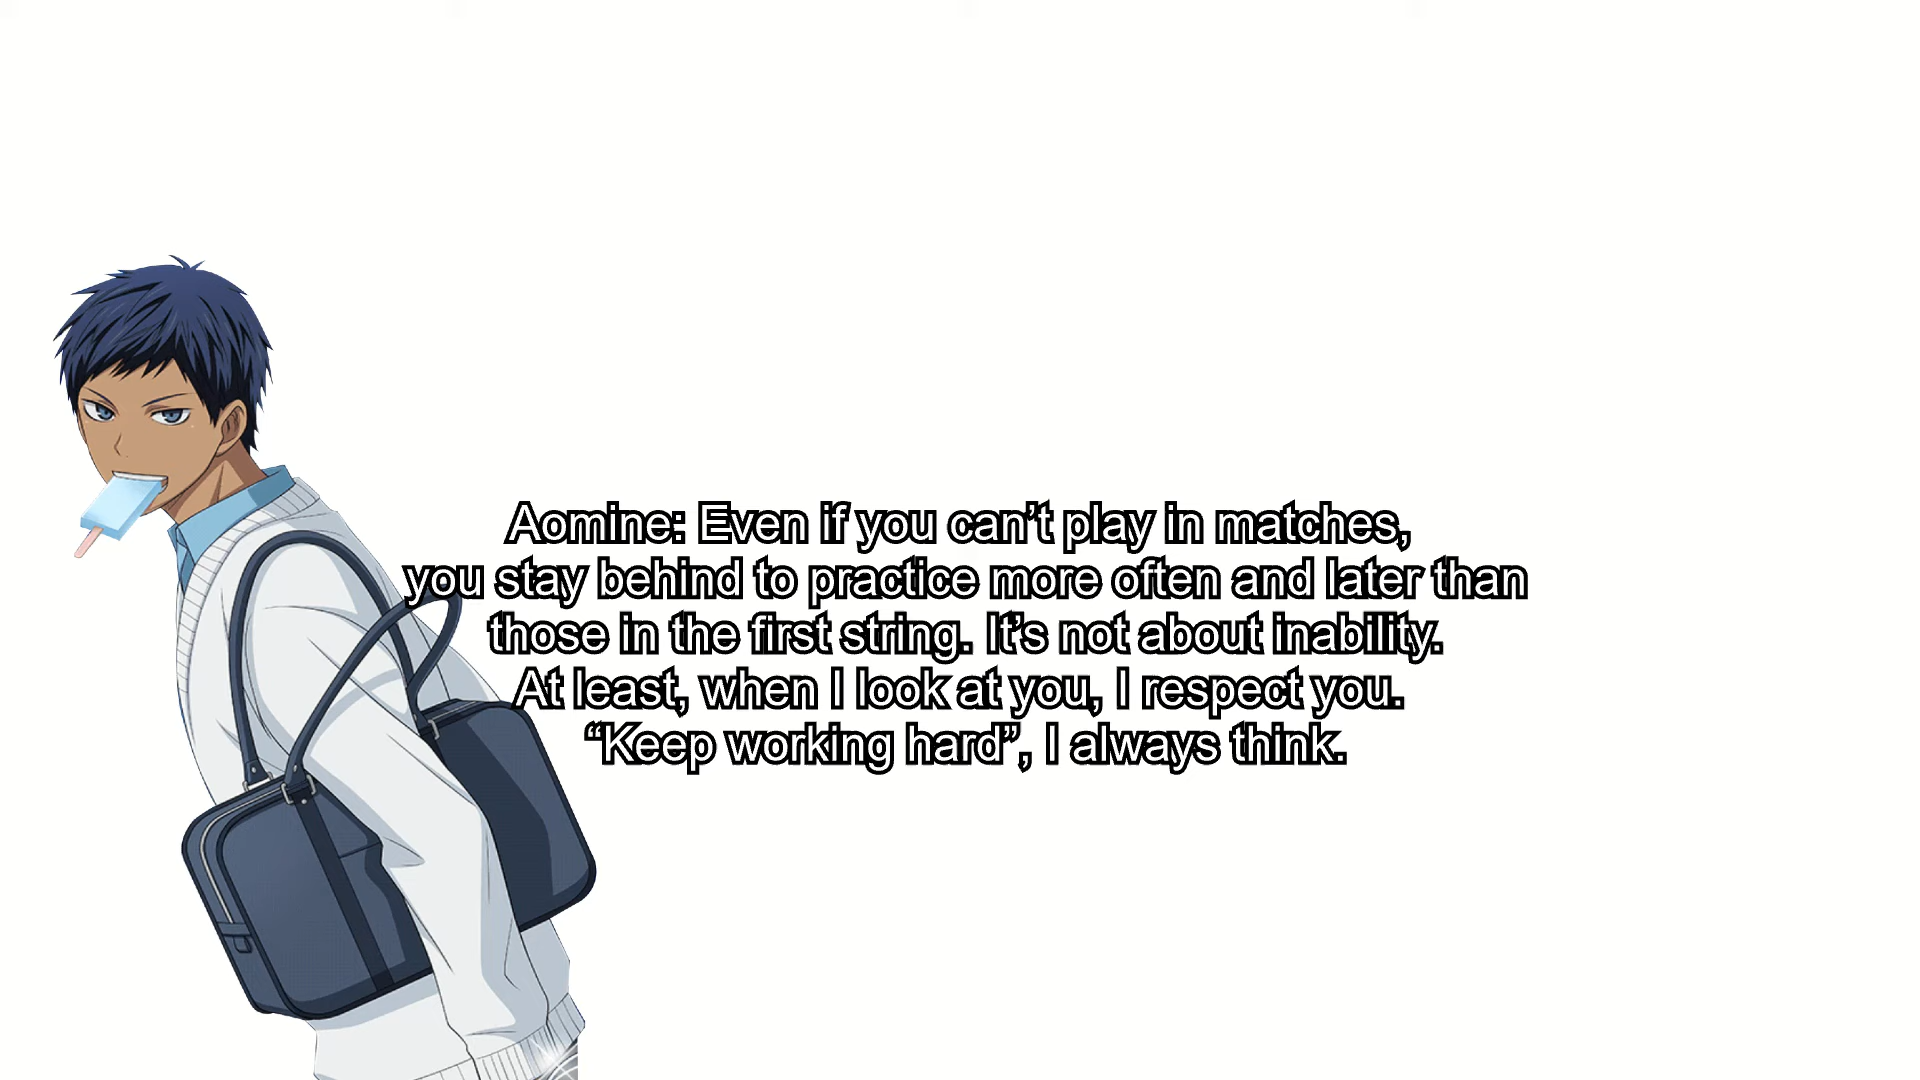 Aomine: Even if you can’t play in matches,
you stay behind to practice more often and later than
those in the first string. It’s not about inability.
At least, when I look at you, I respect you.
“Keep working hard”, I always think.